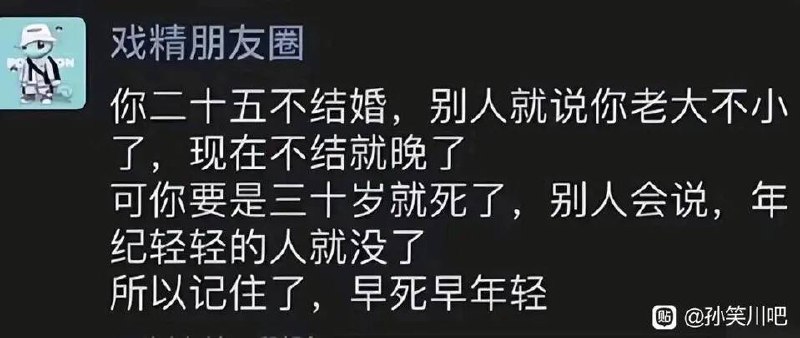 戏精朋友圈
你二十五不结婚，别人就说你老大不小
了，现在不结就晚了
可你要是三十岁就死了，别人会说，年
纪轻轻的人就没了
所以记住了，早死早年轻
贴 @孙笑川吧